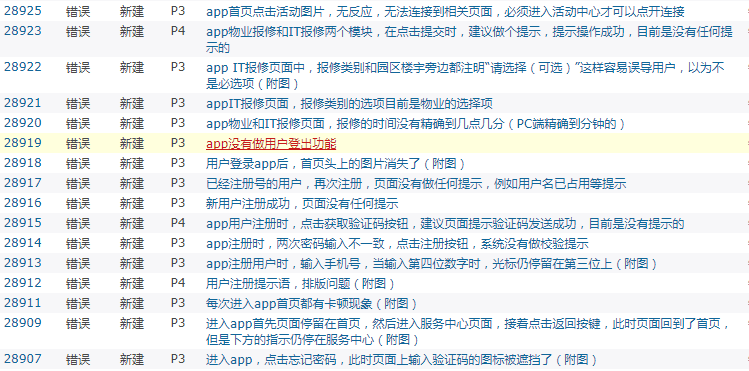 28925 错误 新建 P3 app首页点击活动图片，无反应，无法连接到相关页面，必须进入活动中心才可以点开连接
28923 错误 新建 P4 app物业报修和IT报修两个模块，在点击提交时，建议做个提示，提示操作成功，目前是没有任何提
示的
28922 错误 新建 P3 app IT报修页面中，报修类别和园区楼宇旁边都注明“请选择（可选）”这样容易误导用户，以为不
是必选项（附图）
28921 错误 新建 P3 appIT报修页面，报修类别的选项目前是物业的选择项
28920 错误 新建 P3 app物业和IT报修页面，报修的时间没有精确到几点几分（PC端精确到分钟的）
28919 错误 新建 P3 app没有做用户登出功能
28918 错误 新建 P3 用户登录app后，首页头上的图片消失了（附图）
28917 错误 新建 P3 已经注册号的用户，再次注册，页面没有做任何提示，例如用户名已占用等提示
28916 错误 新建 P3 新用户注册成功，页面没有任何提示
28915 错误 新建 P4 app用户注册时，点击获取验证码按钮，建议页面提示验证码发送成功，目前是没有提示的
28914 错误 新建 P3 app注册时，两次密码输入不一致，点击注册按钮，系统没有做校验提示
28913 错误 新建 P3 app注册用户时，输入手机号，当输入第四位数字时，光标仍停留在第三位上（附图）
28912 错误 新建 P4 用户注册提示语，排版问题（附图）
28911 错误 新建 P3 每次进入app首页都有卡顿现象（附图）
28909 错误 新建 P3 进入app首先页面停留在首页，然后进入服务中心页面，接着点击返回按键，此时页面回到了首页，
但是下方的指示仍停在服务中心（附图）
28907 错误 新建 P3 进入app，点击忘记密码，此时页面上输入验证码的图标被遮挡了（附图）